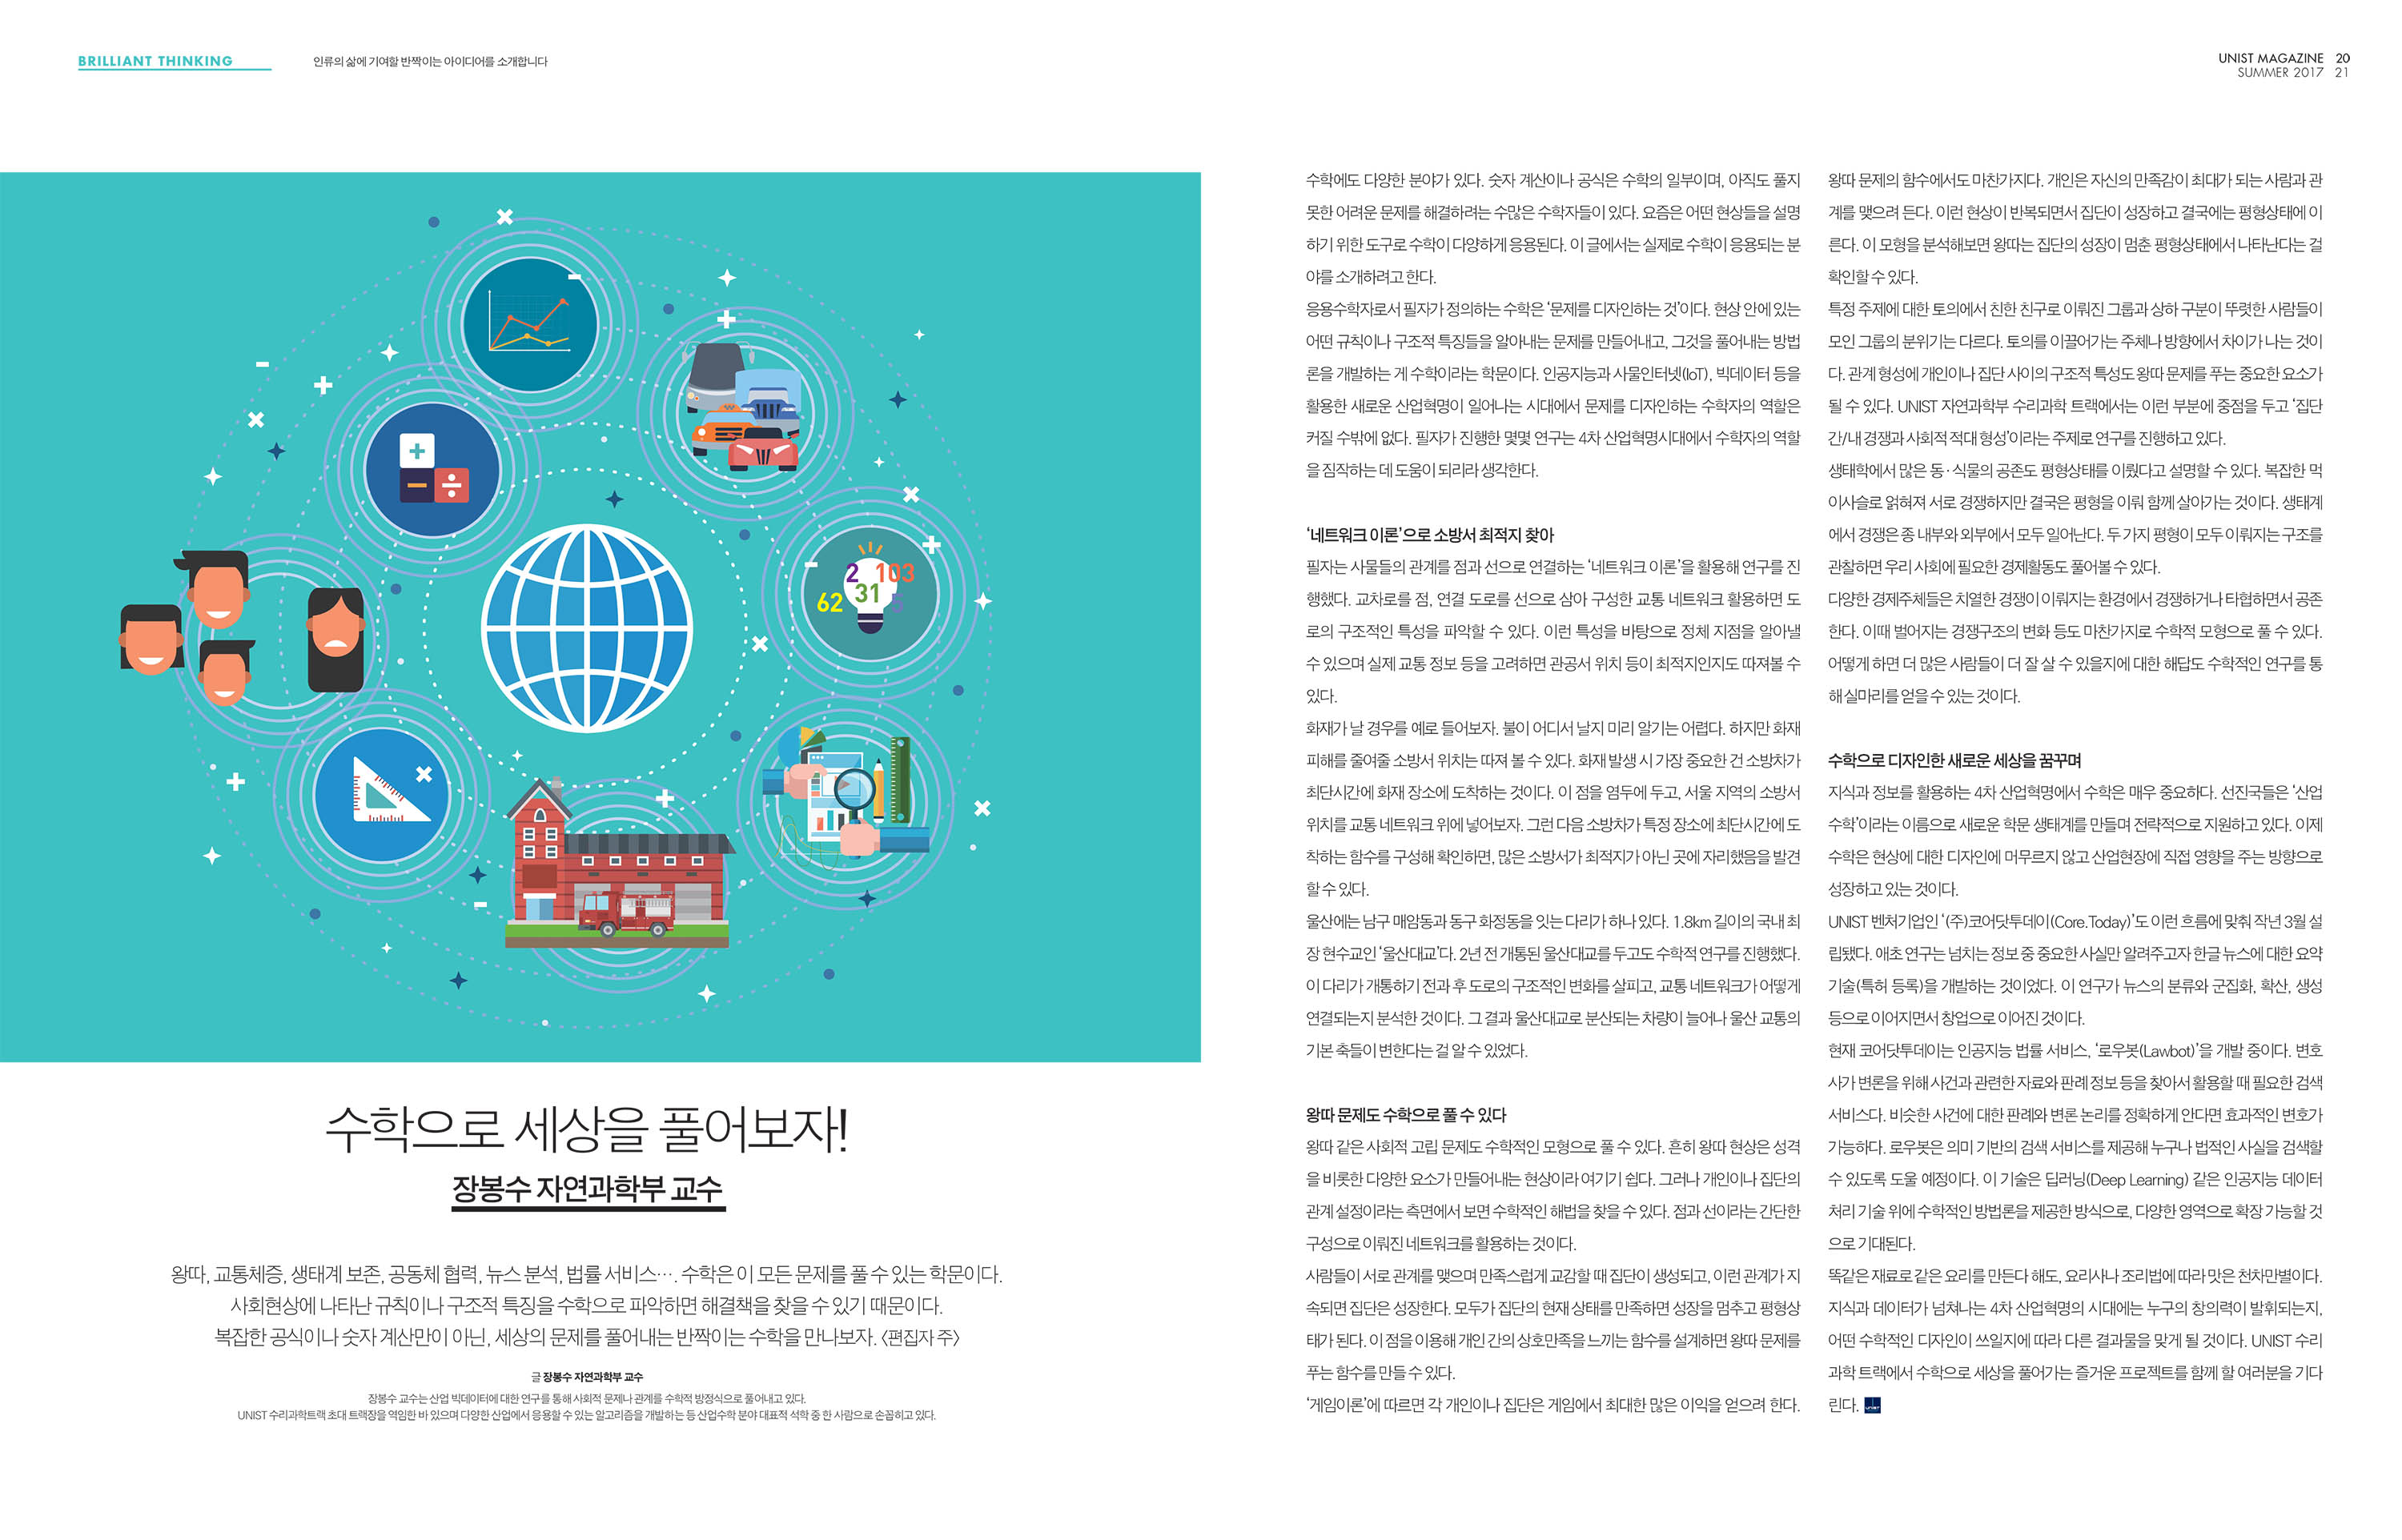 BRILLIANT THINKING
인류의 삶에 기여할 반짝이는 아이디어를 소개합니다
UNIST MAGAZINE 20
SUMMER 2017 21
2 103
62 31 5
수학으로 세상을 풀어보자!
장봉수 자연과학부 교수
왕따, 교통체증, 생태계 보존, 공동체 협력, 뉴스 분석, 법률 서비스…. 수학은 이 모든 문제를 풀 수 있는 학문이다.
사회현상에 나타난 규칙이나 구조적 특징을 수학으로 파악하면 해결책을 찾을 수 있기 때문이다.
복잡한 공식이나 숫자 계산만이 아닌, 세상의 문제를 풀어내는 반짝이는 수학을 만나보자. 〈편집자 주〉
글 장봉수 자연과학부 교수
장봉수 교수는 산업 빅데이터에 대한 연구를 통해 사회적 문제나 관계를 수학적 방정식으로 풀어내고 있다.
UNIST 수리과학트랙 초대 트랙장을 역임한 바 있으며 다양한 산업에서 응용할 수 있는 알고리즘을 개발하는 등 산업수학 분야 대표적 석학 중 한 사람으로 손꼽히고 있다.
수학에도 다양한 분야가 있다. 숫자 계산이나 공식은 수학의 일부이며, 아직도 풀지
못한 어려운 문제를 해결하려는 수많은 수학자들이 있다. 요즘은 어떤 현상들을 설명
하기 위한 도구로 수학이 다양하게 응용된다. 이 글에서는 실제로 수학이 응용되는 분
야를 소개하려고 한다.
응용수학자로서 필자가 정의하는 수학은 ‘문제를 디자인하는 것’이다. 현상 안에 있는
어떤 규칙이나 구조적 특징들을 알아내는 문제를 만들어내고, 그것을 풀어내는 방법
론을 개발하는 게 수학이라는 학문이다. 인공지능과 사물인터넷(IoT), 빅데이터 등을
활용한 새로운 산업혁명이 일어나는 시대에서 문제를 디자인하는 수학자의 역할은
커질 수밖에 없다. 필자가 진행한 몇몇 연구는 4차 산업혁명시대에서 수학자의 역할
을 짐작하는 데 도움이 되리라 생각한다.
‘네트워크 이론’으로 소방서 최적지 찾아
필자는 사물들의 관계를 점과 선으로 연결하는 ‘네트워크 이론’을 활용해 연구를 진
행했다. 교차로를 점, 연결 도로를 선으로 삼아 구성한 교통 네트워크 활용하면 도
로의 구조적인 특성을 파악할 수 있다. 이런 특성을 바탕으로 정체 지점을 알아낼
수 있으며 실제 교통 정보 등을 고려하면 관공서 위치 등이 최적지인지도 따져볼 수
있다.
화재가 날 경우를 예로 들어보자. 불이 어디서 날지 미리 알기는 어렵다. 하지만 화재
피해를 줄여줄 소방서 위치는 따져 볼 수 있다. 화재 발생 시 가장 중요한 건 소방차가
최단시간에 화재 장소에 도착하는 것이다. 이 점을 염두에 두고, 서울 지역의 소방서
위치를 교통 네트워크 위에 넣어보자. 그런 다음 소방차가 특정 장소에 최단시간에 도
착하는 함수를 구성해 확인하면, 많은 소방서가 최적지가 아닌 곳에 자리했음을 발견
할 수 있다.
울산에는 남구 매암동과 동구 화정동을 잇는 다리가 하나 있다. 1.8km 길이의 국내 최
장 현수교인 ‘울산대교’다. 2년 전 개통된 울산대교를 두고도 수학적 연구를 진행했다.
이 다리가 개통하기 전과 후 도로의 구조적인 변화를 살피고, 교통 네트워크가 어떻게
연결되는지 분석한 것이다. 그 결과 울산대교로 분산되는 차량이 늘어나 울산 교통의
기본 축들이 변한다는 걸 알 수 있었다.
왕따 문제도 수학으로 풀 수 있다
왕따 같은 사회적 고립 문제도 수학적인 모형으로 풀 수 있다. 흔히 왕따 현상은 성격
을 비롯한 다양한 요소가 만들어내는 현상이라 여기기 쉽다. 그러나 개인이나 집단의
관계 설정이라는 측면에서 보면 수학적인 해법을 찾을 수 있다. 점과 선이라는 간단한
구성으로 이뤄진 네트워크를 활용하는 것이다.
사람들이 서로 관계를 맺으며 만족스럽게 교감할 때 집단이 생성되고, 이런 관계가 지
속되면 집단은 성장한다. 모두가 집단의 현재 상태를 만족하면 성장을 멈추고 평형상
태가 된다. 이 점을 이용해 개인 간의 상호만족을 느끼는 함수를 설계하면 왕따 문제를
푸는 함수를 만들 수 있다.
‘게임이론’에 따르면 각 개인이나 집단은 게임에서 최대한 많은 이익을 얻으려 한다.
왕따 문제의 함수에서도 마찬가지다. 개인은 자신의 만족감이 최대가 되는 사람과 관
계를 맺으려 든다. 이런 현상이 반복되면서 집단이 성장하고 결국에는 평형상태에 이
른다. 이 모형을 분석해보면 왕따는 집단의 성장이 멈춘 평형상태에서 나타난다는 걸
확인할 수 있다.
특정 주제에 대한 토의에서 친한 친구로 이뤄진 그룹과 상하 구분이 뚜렷한 사람들이
모인 그룹의 분위기는 다르다. 토의를 이끌어가는 주체나 방향에서 차이가 나는 것이
다. 관계 형성에 개인이나 집단 사이의 구조적 특성도 왕따 문제를 푸는 중요한 요소가
될 수 있다. UNIST 자연과학부 수리과학 트랙에서는 이런 부분에 중점을 두고 ‘집단
간/내 경쟁과 사회적 적대 형성’이라는 주제로 연구를 진행하고 있다.
생태학에서 많은 동·식물의 공존도 평형상태를 이뤘다고 설명할 수 있다. 복잡한 먹
이사슬로 얽혀져 서로 경쟁하지만 결국은 평형을 이뤄 함께 살아가는 것이다. 생태계
에서 경쟁은 종 내부와 외부에서 모두 일어난다. 두 가지 평형이 모두 이뤄지는 구조를
관찰하면 우리 사회에 필요한 경제활동도 풀어볼 수 있다.
다양한 경제주체들은 치열한 경쟁이 이뤄지는 환경에서 경쟁하거나 타협하면서 공존
한다. 이때 벌어지는 경쟁구조의 변화 등도 마찬가지로 수학적 모형으로 풀 수 있다.
어떻게 하면 더 많은 사람들이 더 잘 살 수 있을지에 대한 해답도 수학적인 연구를 통
해 실마리를 얻을 수 있는 것이다.
수학으로 디자인한 새로운 세상을 꿈꾸며
지식과 정보를 활용하는 4차 산업혁명에서 수학은 매우 중요하다. 선진국들은 ‘산업
수학’이라는 이름으로 새로운 학문 생태계를 만들며 전략적으로 지원하고 있다. 이제
수학은 현상에 대한 디자인에 머무르지 않고 산업현장에 직접 영향을 주는 방향으로
성장하고 있는 것이다.
UNIST 벤처기업인 ‘(주)코어닷투데이(Core.Today)’도 이런 흐름에 맞춰 작년 3월 설
립됐다. 애초 연구는 넘치는 정보 중 중요한 사실만 알려주고자 한글 뉴스에 대한 요약
기술(특허 등록)을 개발하는 것이었다. 이 연구가 뉴스의 분류와 군집화, 확산, 생성
등으로 이어지면서 창업으로 이어진 것이다.
현재 코어닷투데이는 인공지능 법률 서비스, ‘로우봇(Lawbot)’을 개발 중이다. 변호
사가 변론을 위해 사건과 관련한 자료와 판례 정보 등을 찾아서 활용할 때 필요한 검색
서비스다. 비슷한 사건에 대한 판례와 변론 논리를 정확하게 안다면 효과적인 변호가
가능하다. 로우봇은 의미 기반의 검색 서비스를 제공해 누구나 법적인 사실을 검색할
수 있도록 도울 예정이다. 이 기술은 딥러닝(Deep Learning) 같은 인공지능 데이터
처리 기술 위에 수학적인 방법론을 제공한 방식으로, 다양한 영역으로 확장 가능할 것
으로 기대된다.
똑같은 재료로 같은 요리를 만든다 해도, 요리사나 조리법에 따라 맛은 천차만별이다.
지식과 데이터가 넘쳐나는 4차 산업혁명의 시대에는 누구의 창의력이 발휘되는지,
어떤 수학적인 디자인이 쓰일지에 따라 다른 결과물을 맞게 될 것이다. UNIST 수리
과학 트랙에서 수학으로 세상을 풀어가는 즐거운 프로젝트를 함께 할 여러분을 기다
린다. UNIST